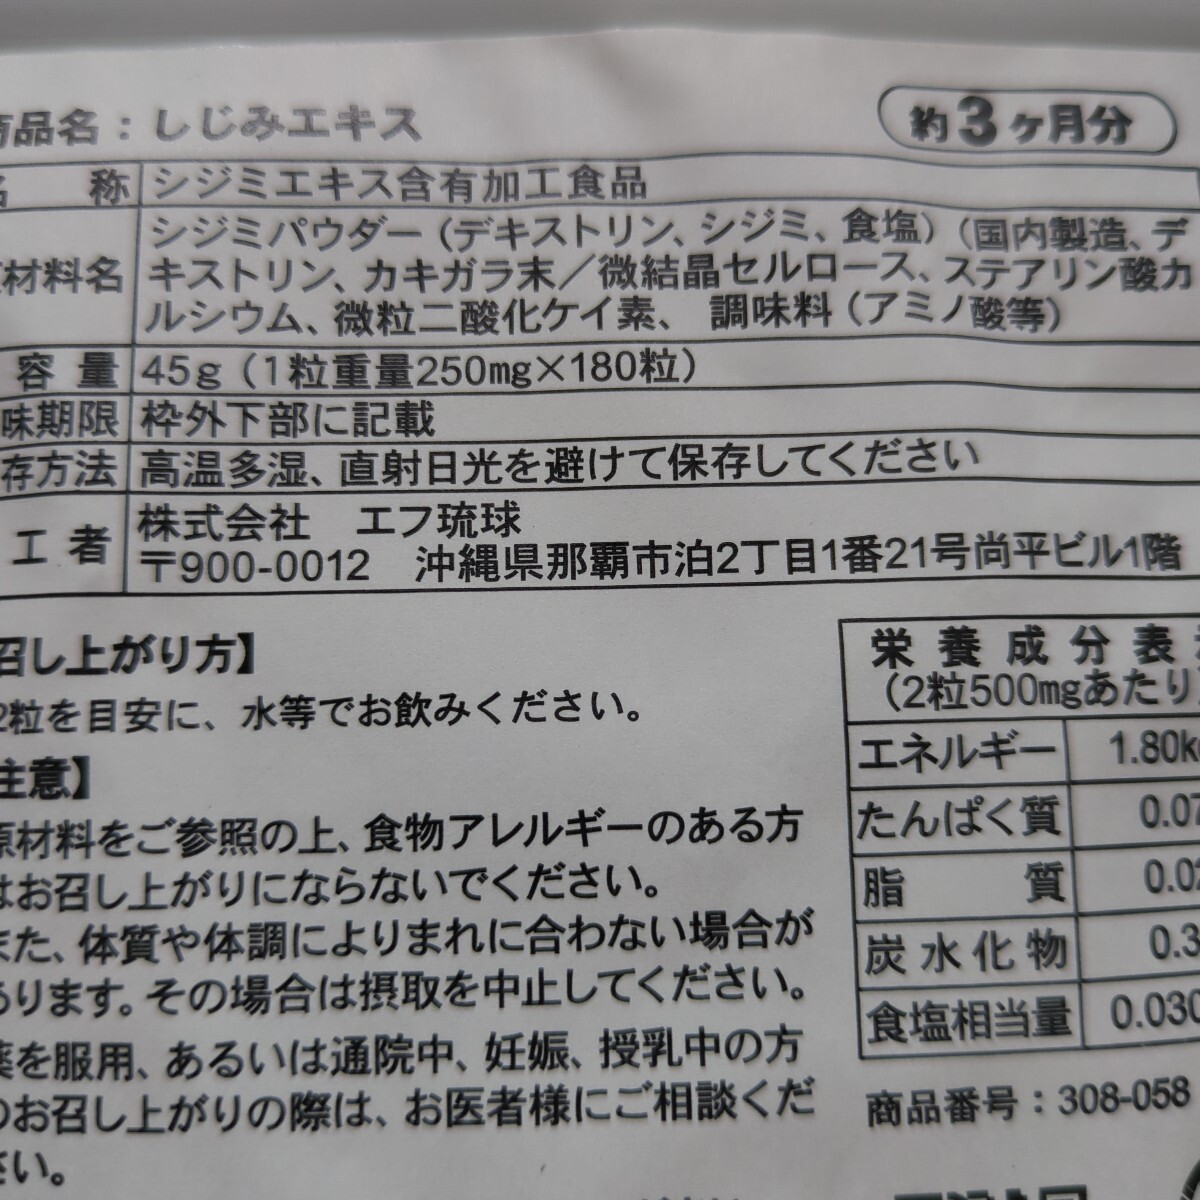 商品名：しじみエキス
約3ヶ月分
名 称 シジミエキス含有加工食品
原材料名 シジミパウダー（デキストリン、シジミ、食塩）（国内製造、デ
キストリン、カキガラ末／微結晶セルロース、ステアリン酸カ
ルシウム、微粒二酸化ケイ素、 調味料（アミノ酸等）
容 量 45g（1粒重量250mg×180粒）
味期限 枠外下部に記載
存方法 高温多湿、直射日光を避けて保存してください
工 者 株式会社 エフ琉球
〒900-0012 沖縄県那覇市泊2丁目1番21号尚平ビル1階
召し上がり方】
2粒を目安に、水等でお飲みください。
注意】
原材料をご参照の上、食物アレルギーのある方
はお召し上がりにならないでください。
また、体質や体調によりまれに合わない場合が
あります。その場合は摂取を中止してください。
薬を服用、あるいは通院中、妊娠、授乳中の方
のお召し上がりの際は、お医者様にご相談くだ
さい。
栄養成分表
（2粒500mgあたり
エネルギー 1.80k
たんぱく質 0.07
脂 質 0.02
炭水化物 0.3
食塩相当量 0.030
商品番号：308-058